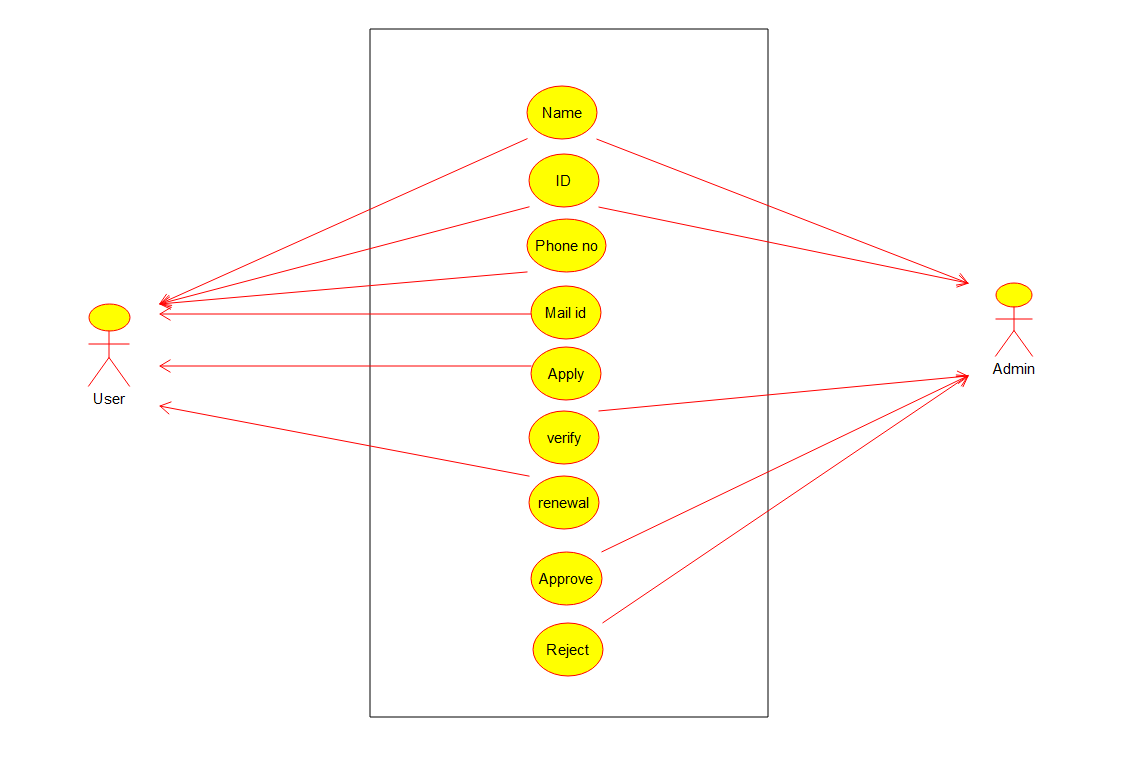 Name
ID
Phone no
Mail id
Apply
verify
renewal
Approve
Reject
User
Admin